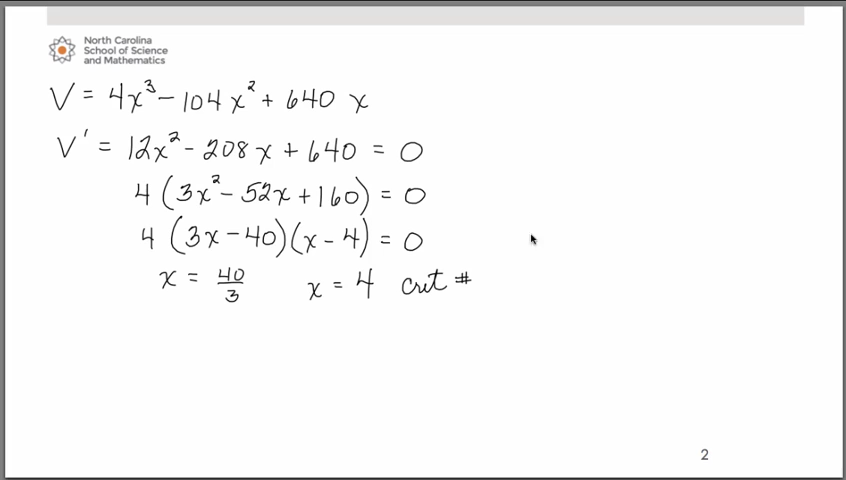 North Carolina
School of Science
and Mathematics
V = 4x³ - 104x² + 640x
V' = 12x² - 208x + 640 = 0
4(3x² - 52x + 160) = 0
4(3x - 40)(x - 4) = 0
x = 40/3 x = 4 crit #
2